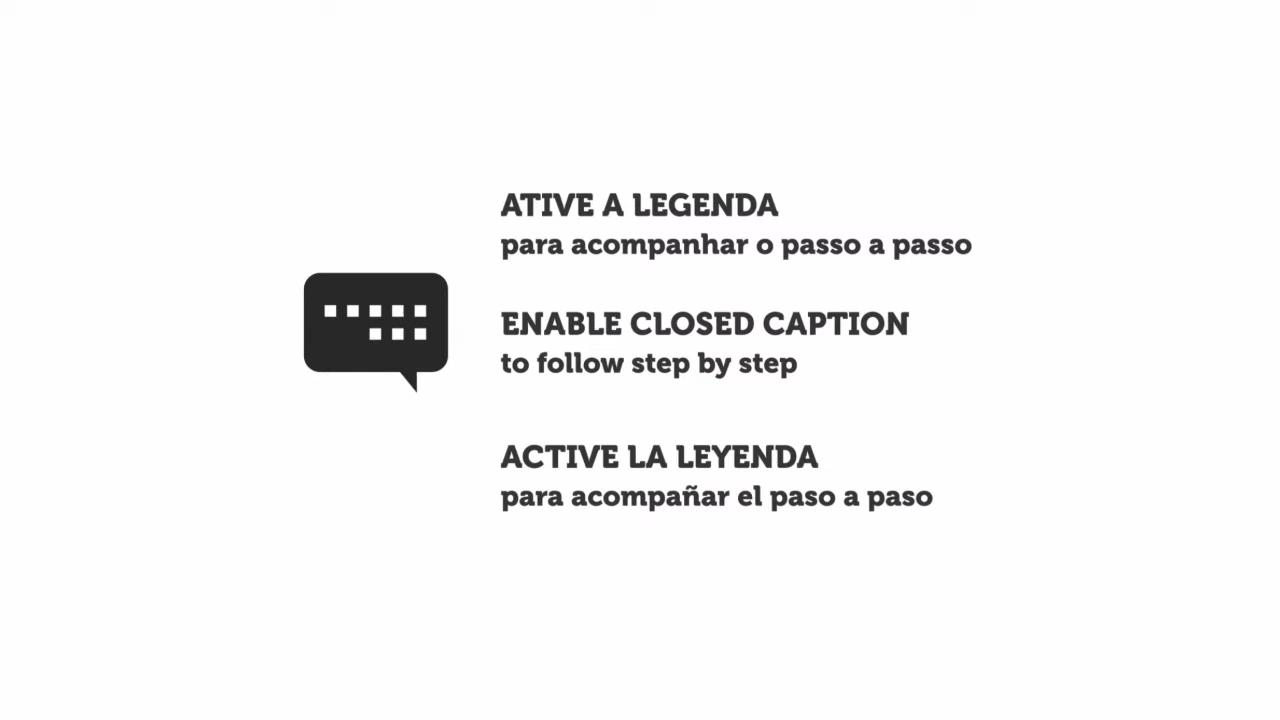 ATIVE A LEGENDA
para acompanhar o passo a passo
ENABLE CLOSED CAPTION
to follow step by step
ACTIVE LA LEYENDA
para acompañar el paso a paso